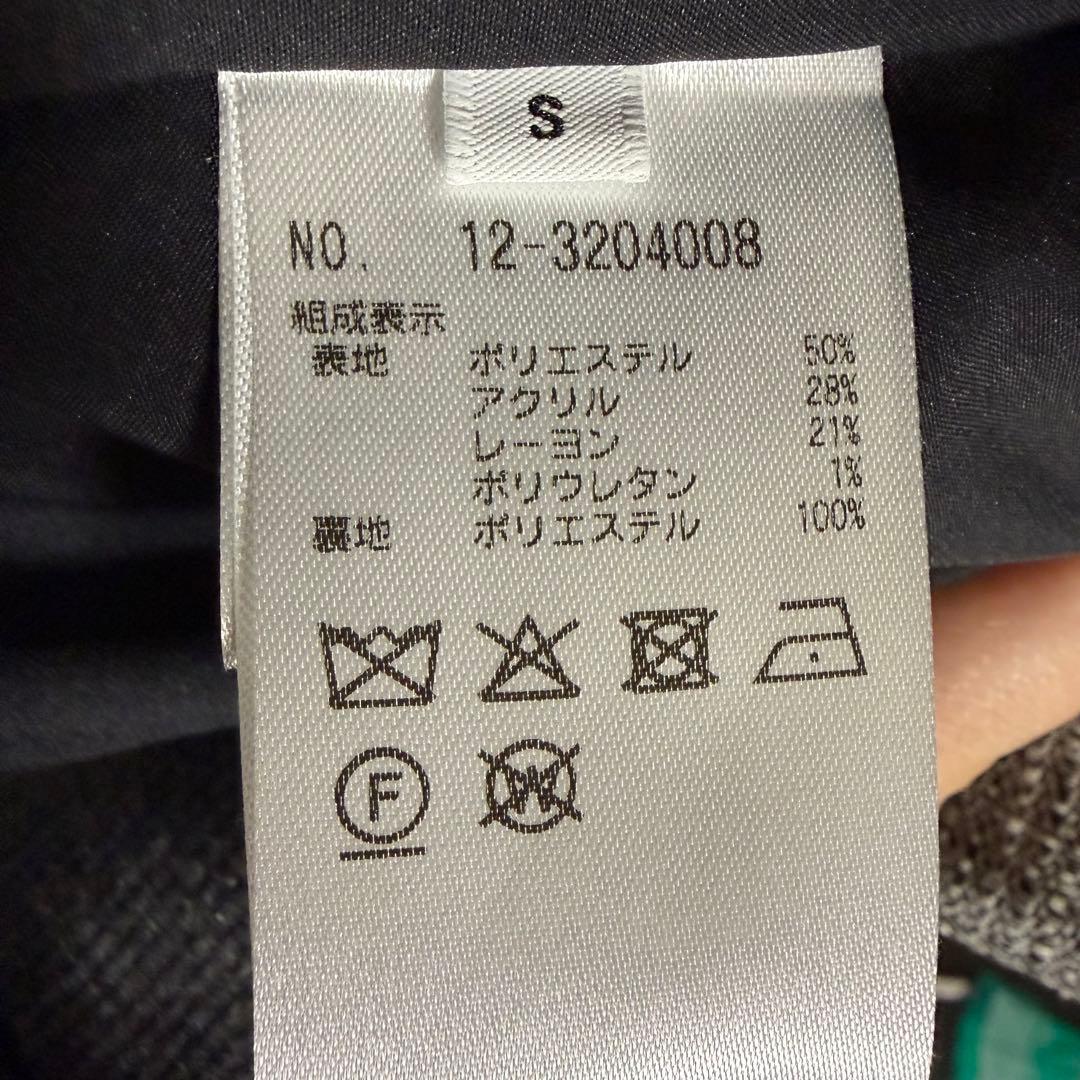 S
NO. 12-3204008
組成表示
表地 ポリエステル 50%
アクリル 28%
レーヨン 21%
ポリウレタン 1%
裏地 ポリエステル 100%
F W